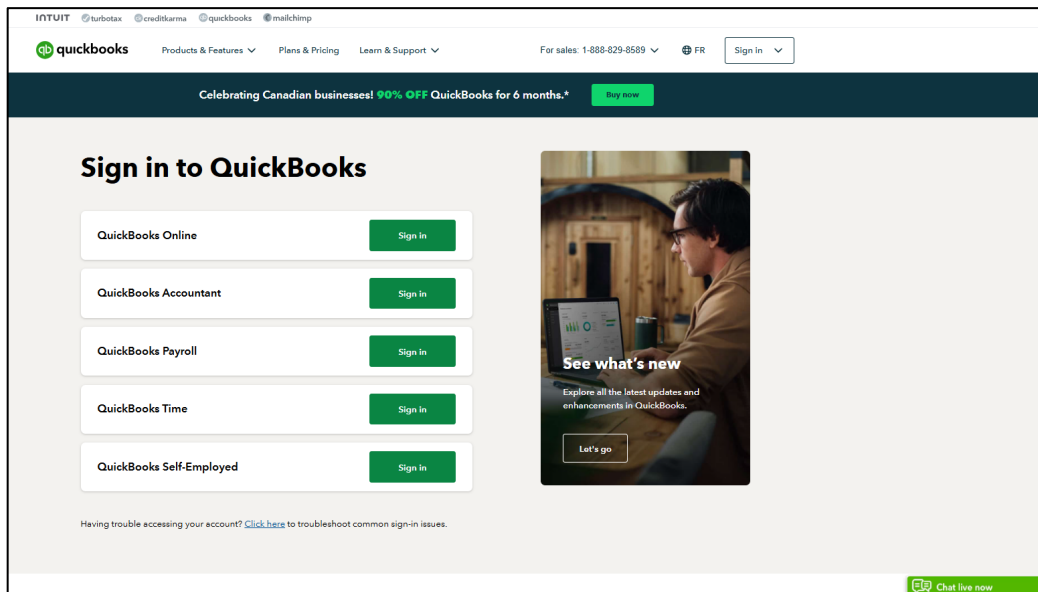 INTUIT turbotax creditkarma quickbooks mailchimp
qb quickbooks Products & Features Plans & Pricing Learn & Support For sales: 1-888-829-8589 FR Sign in
Celebrating Canadian businesses! 90% OFF QuickBooks for 6 months.* Buy now
Sign in to QuickBooks
QuickBooks Online Sign in
QuickBooks Accountant Sign in
QuickBooks Payroll Sign in
QuickBooks Time Sign in
QuickBooks Self-Employed Sign in
Having trouble accessing your account? Click here to troubleshoot common sign-in issues.
See what's new
Explore all the latest updates and
enhancements in QuickBooks.
Let's go
Chat live now